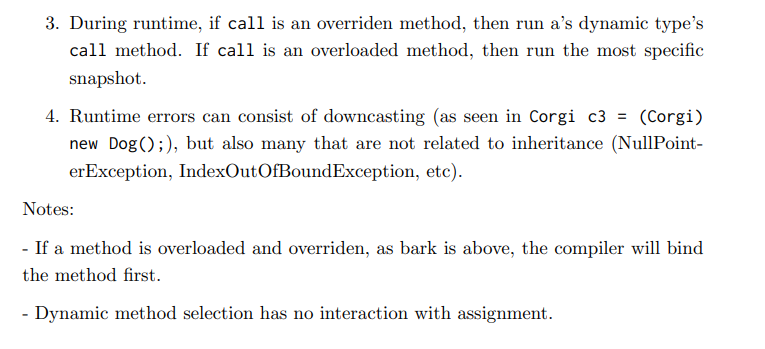 3. During runtime, if call is an overriden method, then run a's dynamic type's
call method. If call is an overloaded method, then run the most specific
snapshot.
4. Runtime errors can consist of downcasting (as seen in Corgi c3 = (Corgi)
new Dog();), but also many that are not related to inheritance (NullPoint-
erException, IndexOutOfBoundException, etc).
Notes:
- If a method is overloaded and overriden, as bark is above, the compiler will bind
the method first.
- Dynamic method selection has no interaction with assignment.